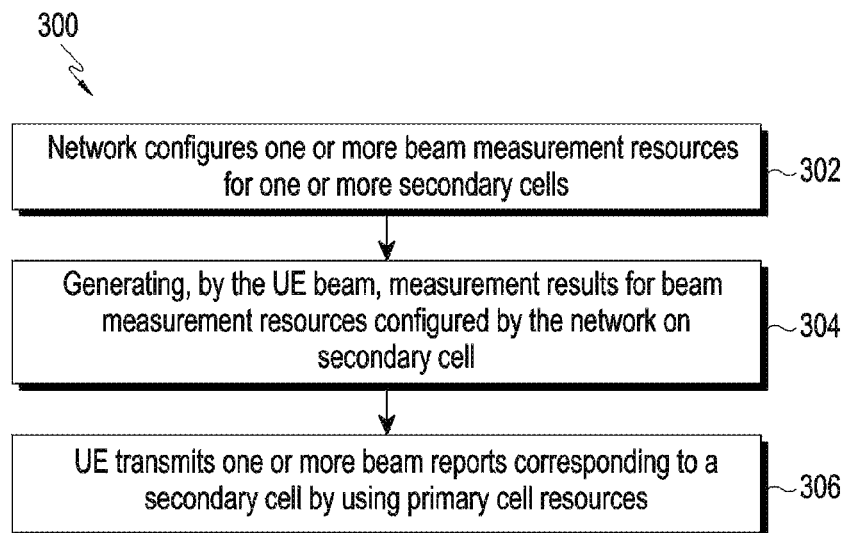 300
Network configures one or more beam measurement resources
for one or more secondary cells
302
Generating, by the UE beam, measurement results for beam
measurement resources configured by the network on
secondary cell
304
UE transmits one or more beam reports corresponding to a
secondary cell by using primary cell resources
306